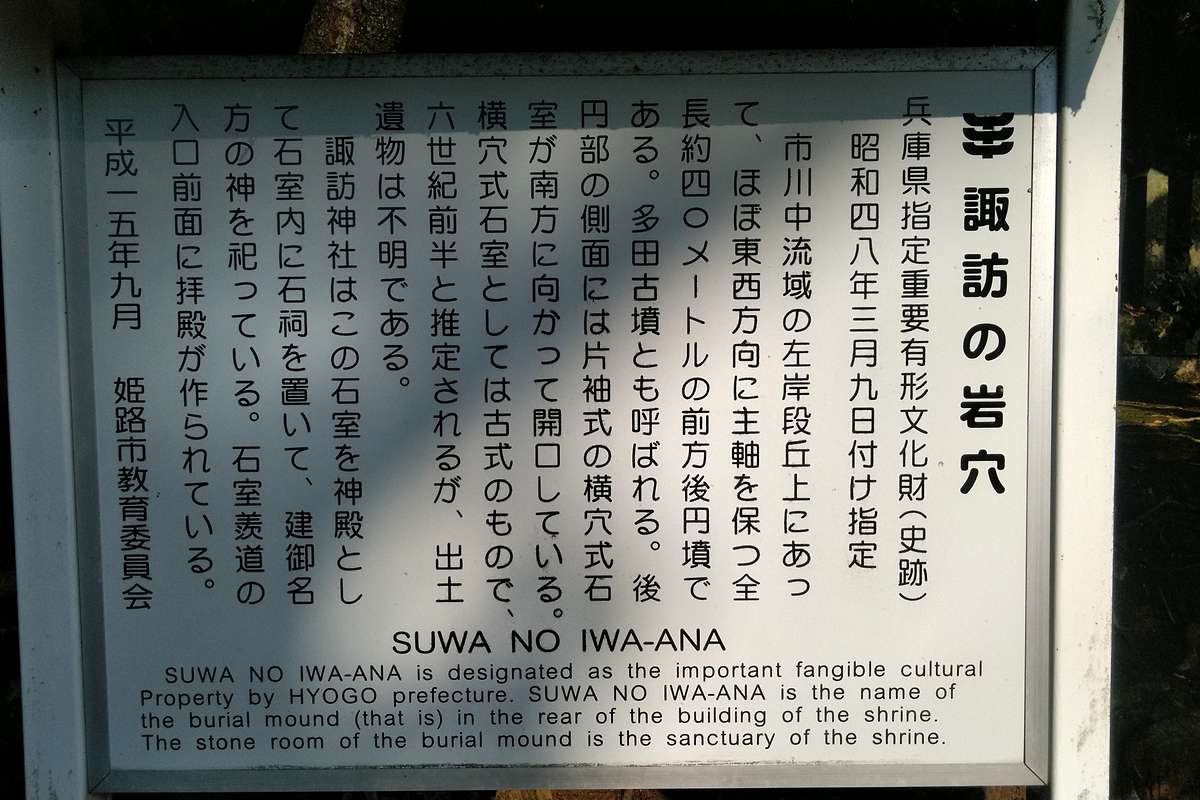 諏訪の岩穴
兵庫県指定重要有形文化財(史跡)
昭和四八年三月九日付け指定
市川中流域の左岸段丘上にあっ
て、ほぼ東西方向に主軸を保つ全
長約四〇メートルの前方後円墳で
ある。多田古墳とも呼ばれる。後
円部の側面には片袖式の横穴式石
室が南方に向かって開口している。
横穴式石室としては古式のもので、
六世紀前半と推定されるが、出土
遺物は不明である。
諏訪神社はこの石室を神殿とし
て石室内に石祠を置いて、建御名
方の神を祀っている。石室羨道の
入口前面に拝殿が作られている。
平成一五年九月 姫路市教育委員会
SUWA NO IWA-ANA
SUWA NO IWA-ANA is designated as the important fangible cultural
Property by HYOGO prefecture. SUWA NO IWA-ANA is the name of
the burial mound (that is) in the rear of the building of the shrine.
The stone room of the burial mound is the sanctuary of the shrine.